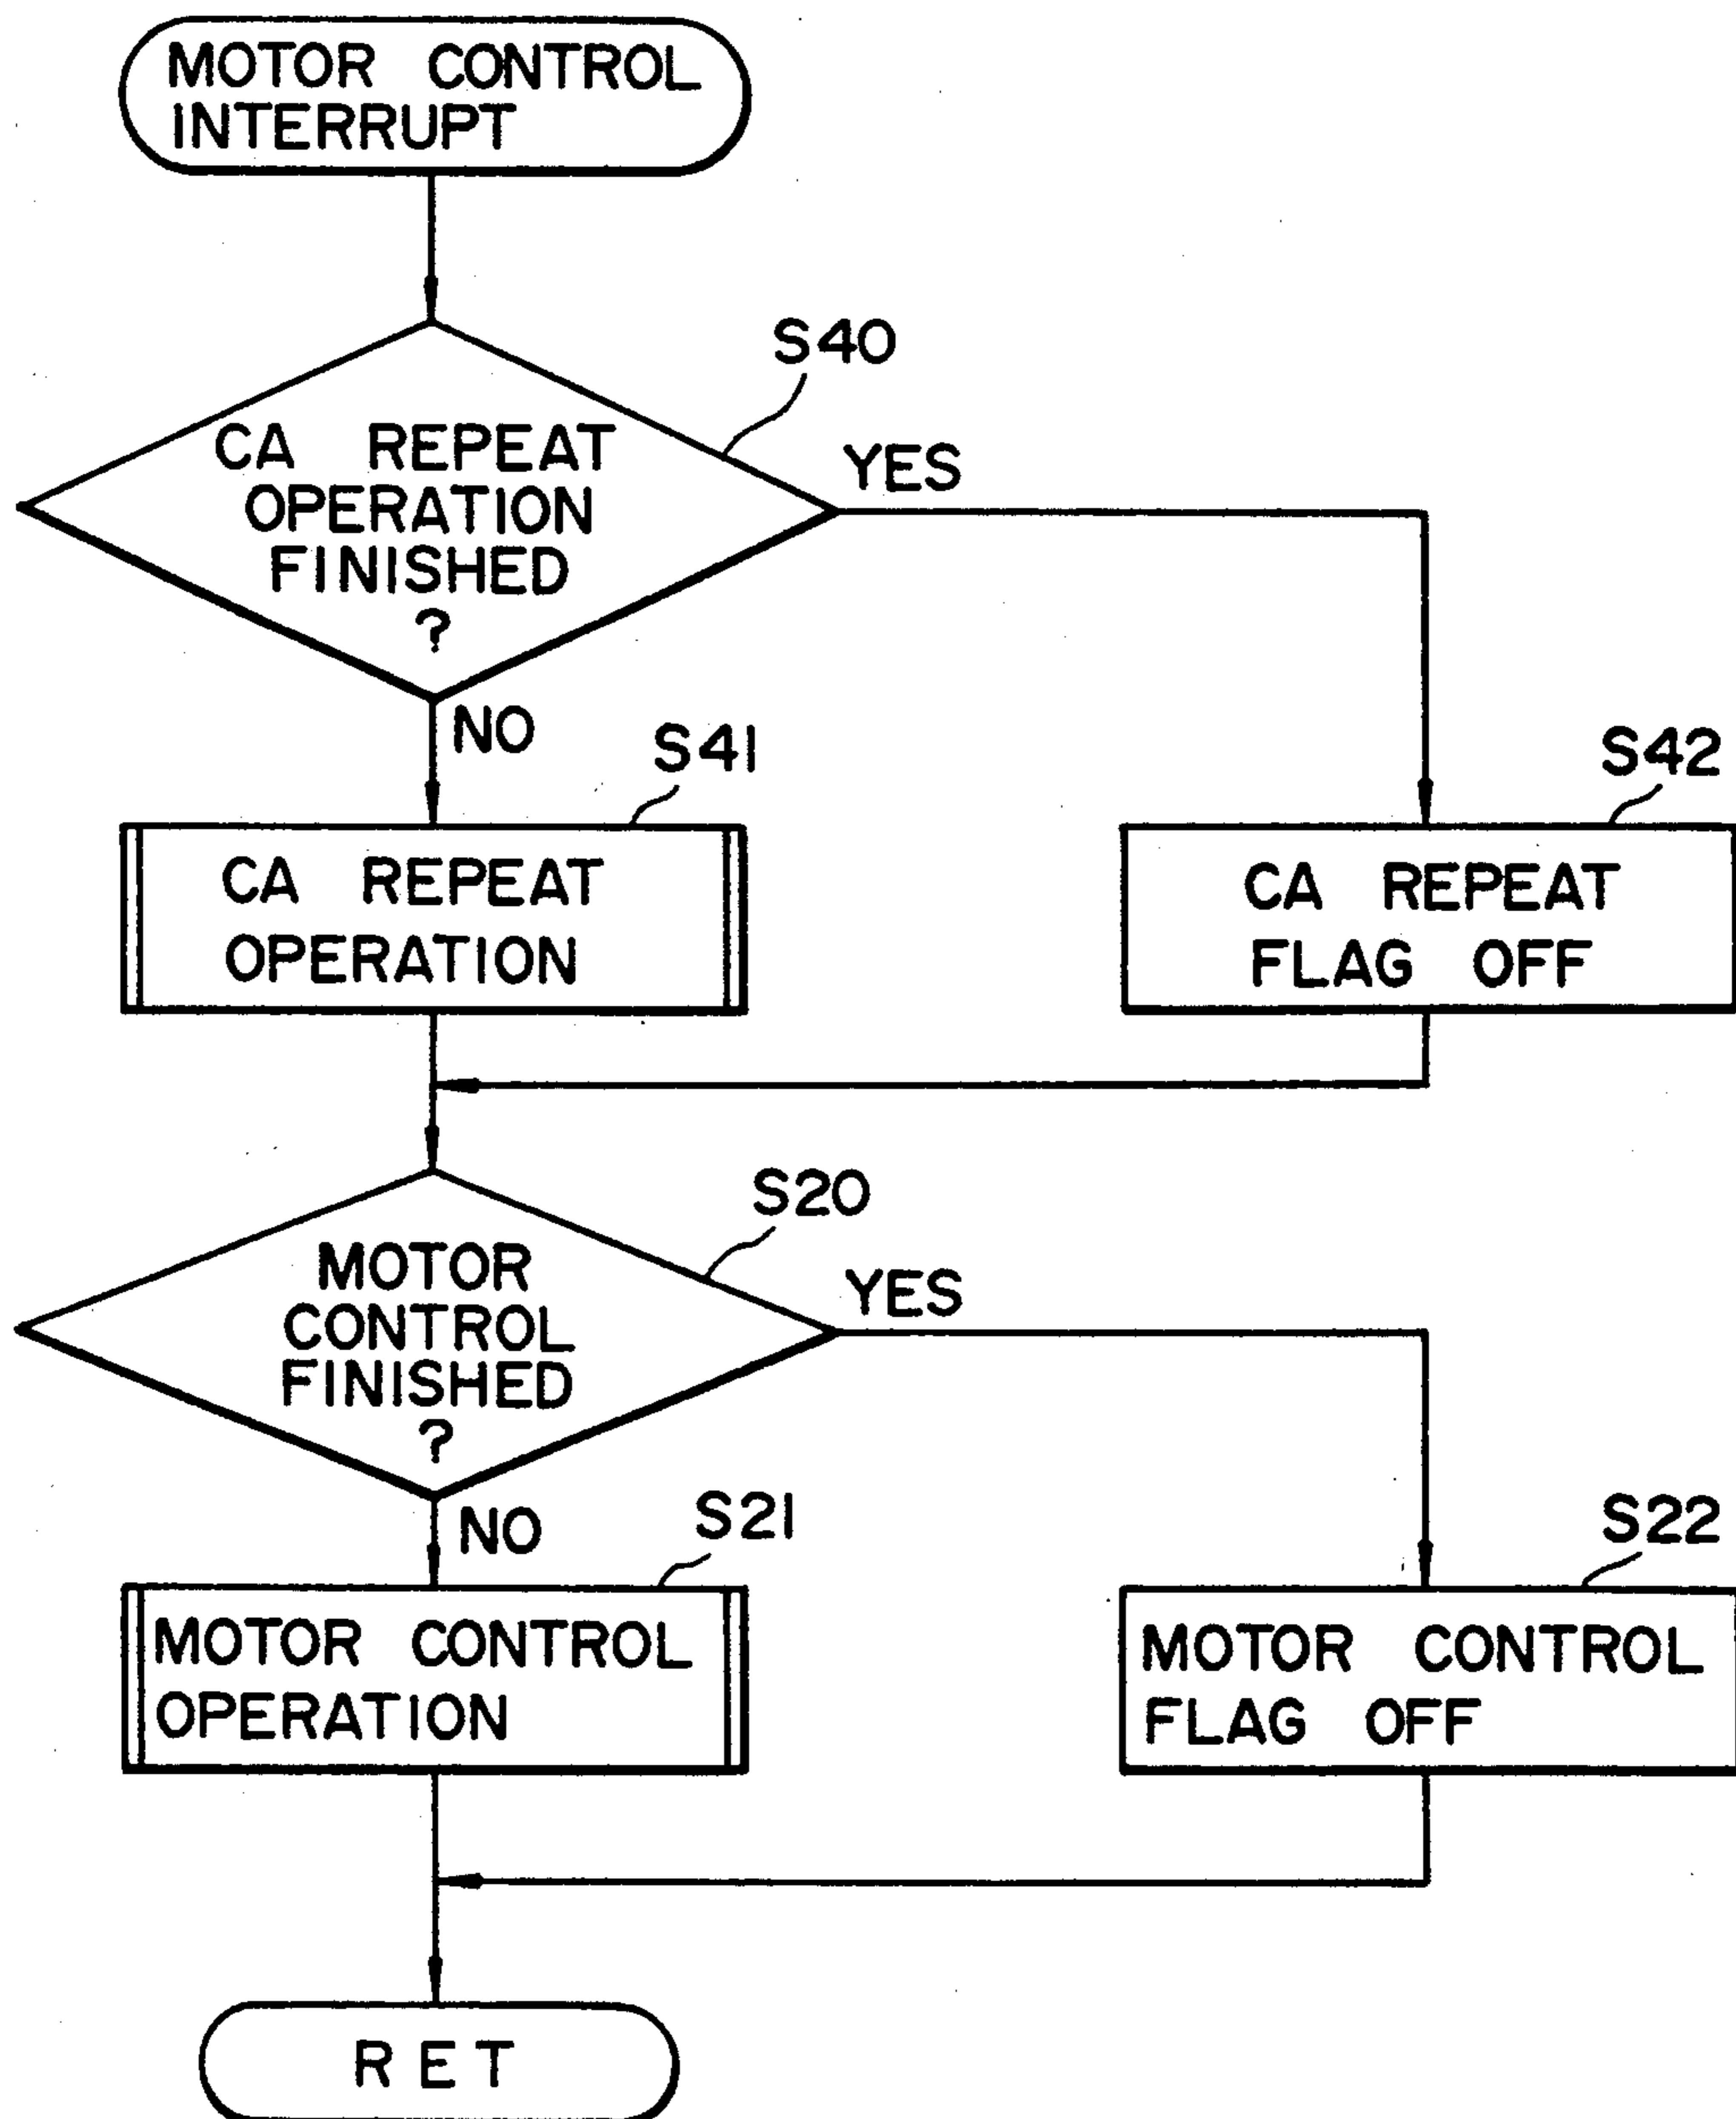 MOTOR CONTROL
INTERRUPT
S40
CA REPEAT
OPERATION
FINISHED
?
YES
NO
S41
S42
CA REPEAT
OPERATION
CA REPEAT
FLAG OFF
S20
MOTOR
CONTROL
FINISHED
?
YES
NO
S21
S22
MOTOR CONTROL
OPERATION
MOTOR CONTROL
FLAG OFF
RET